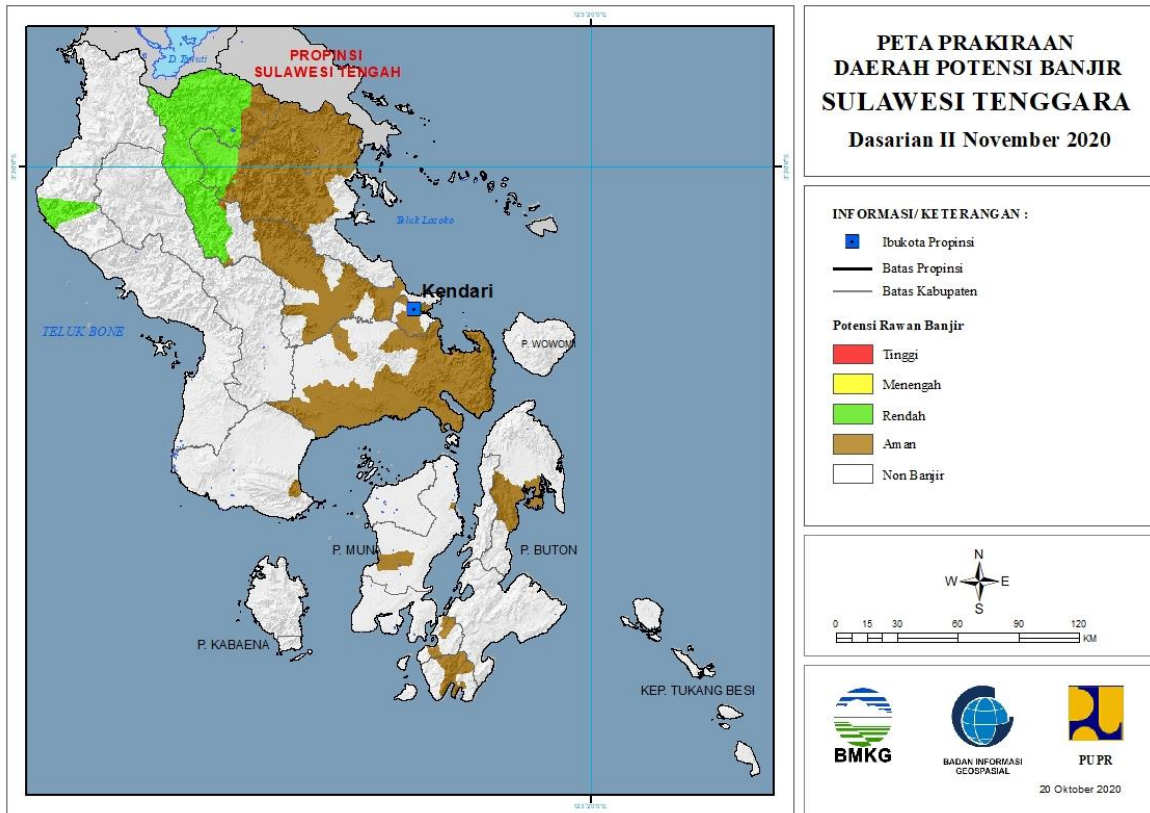 PETA PRAKIRAAN
DAERAH POTENSI BANJIR
SULAWESI TENGGARA
Dasarian II November 2020
INFORMASI/ KETERANGAN :
Ibukota Propinsi
Batas Propinsi
Batas Kabupaten
Potensi Rawan Banjir
Tinggi
Menengah
Rendah
Aman
Non Banjir
N
W E
S
0 15 30 60 90 120
KM
BMKG
BADAN INFORMASI
GEOSPASIAL
PUPR
20 Oktober 2020
PROPINSI
SULAWESI TENGAH
Kendari
TELUK BONE
P. WOWONI
P. MUNA
P. BUTON
P. KABAENA
KEP. TUKANG BESI